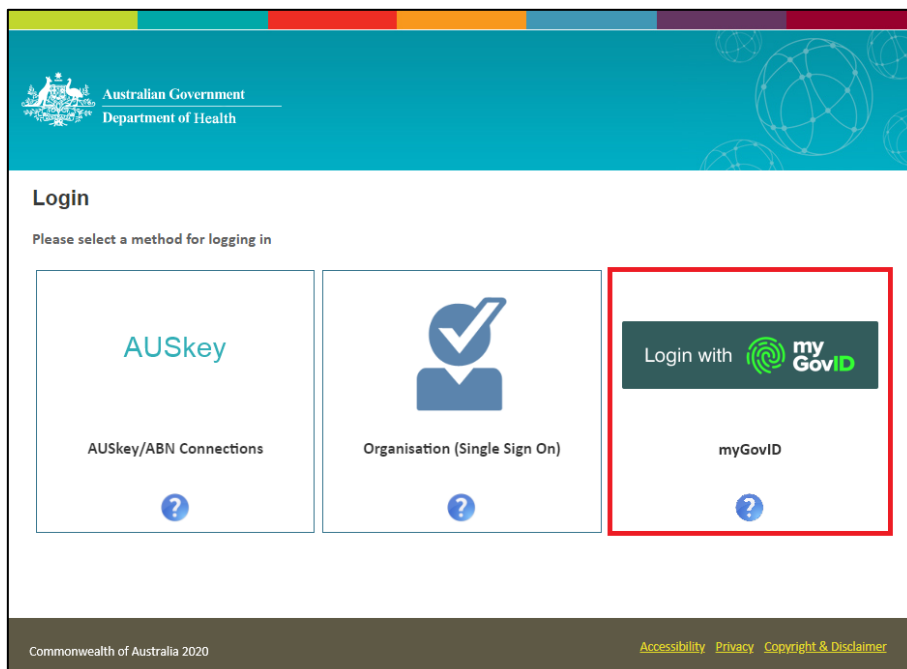 Australian Government
Department of Health
Login
Please select a method for logging in
AUSkey
Login with my GovID
AUSkey/ABN Connections
Organisation (Single Sign On)
myGovID
?
?
?
Commonwealth of Australia 2020
Accessibility Privacy Copyright & Disclaimer